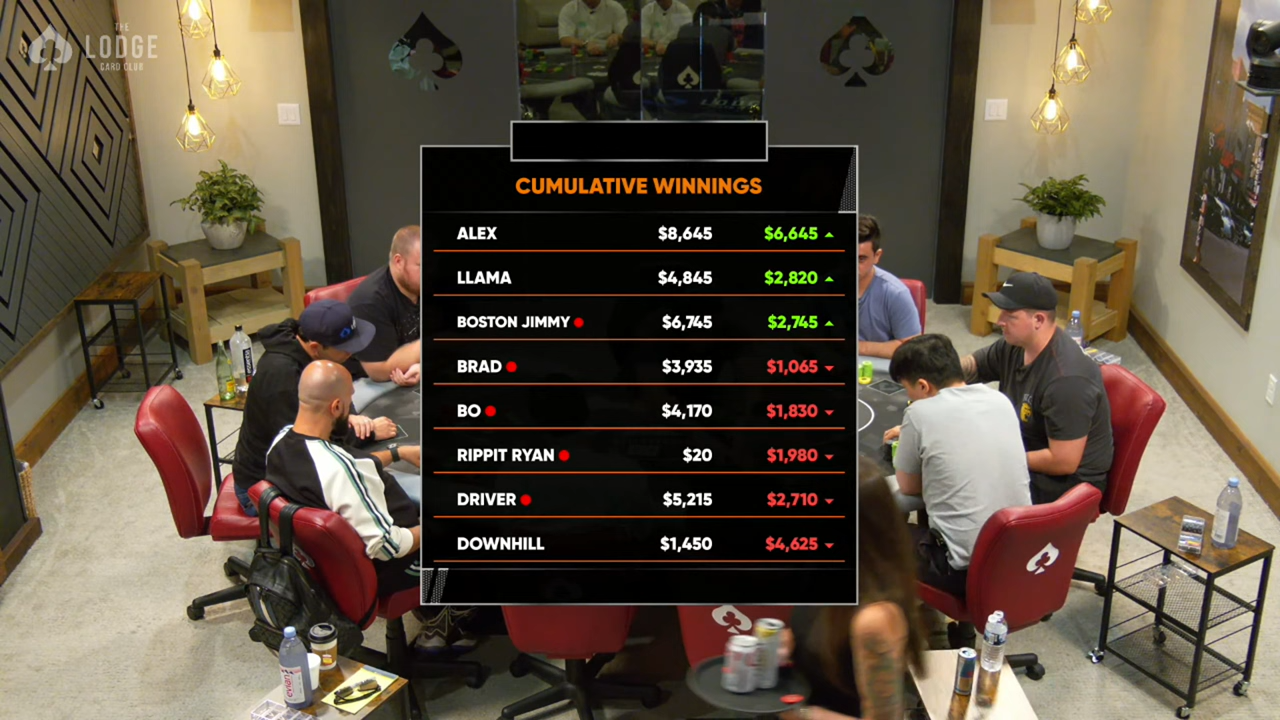 THE
LODGE
CARD CLUB
CUMULATIVE WINNINGS
ALEX $8,645 $6,645
LLAMA $4,845 $2,820
BOSTON JIMMY $6,745 $2,745
BRAD $3,935 $1,065
BO $4,170 $1,830
RIPPIT RYAN $20 $1,980
DRIVER $5,215 $2,710
DOWNHILL $1,450 $4,625
evian